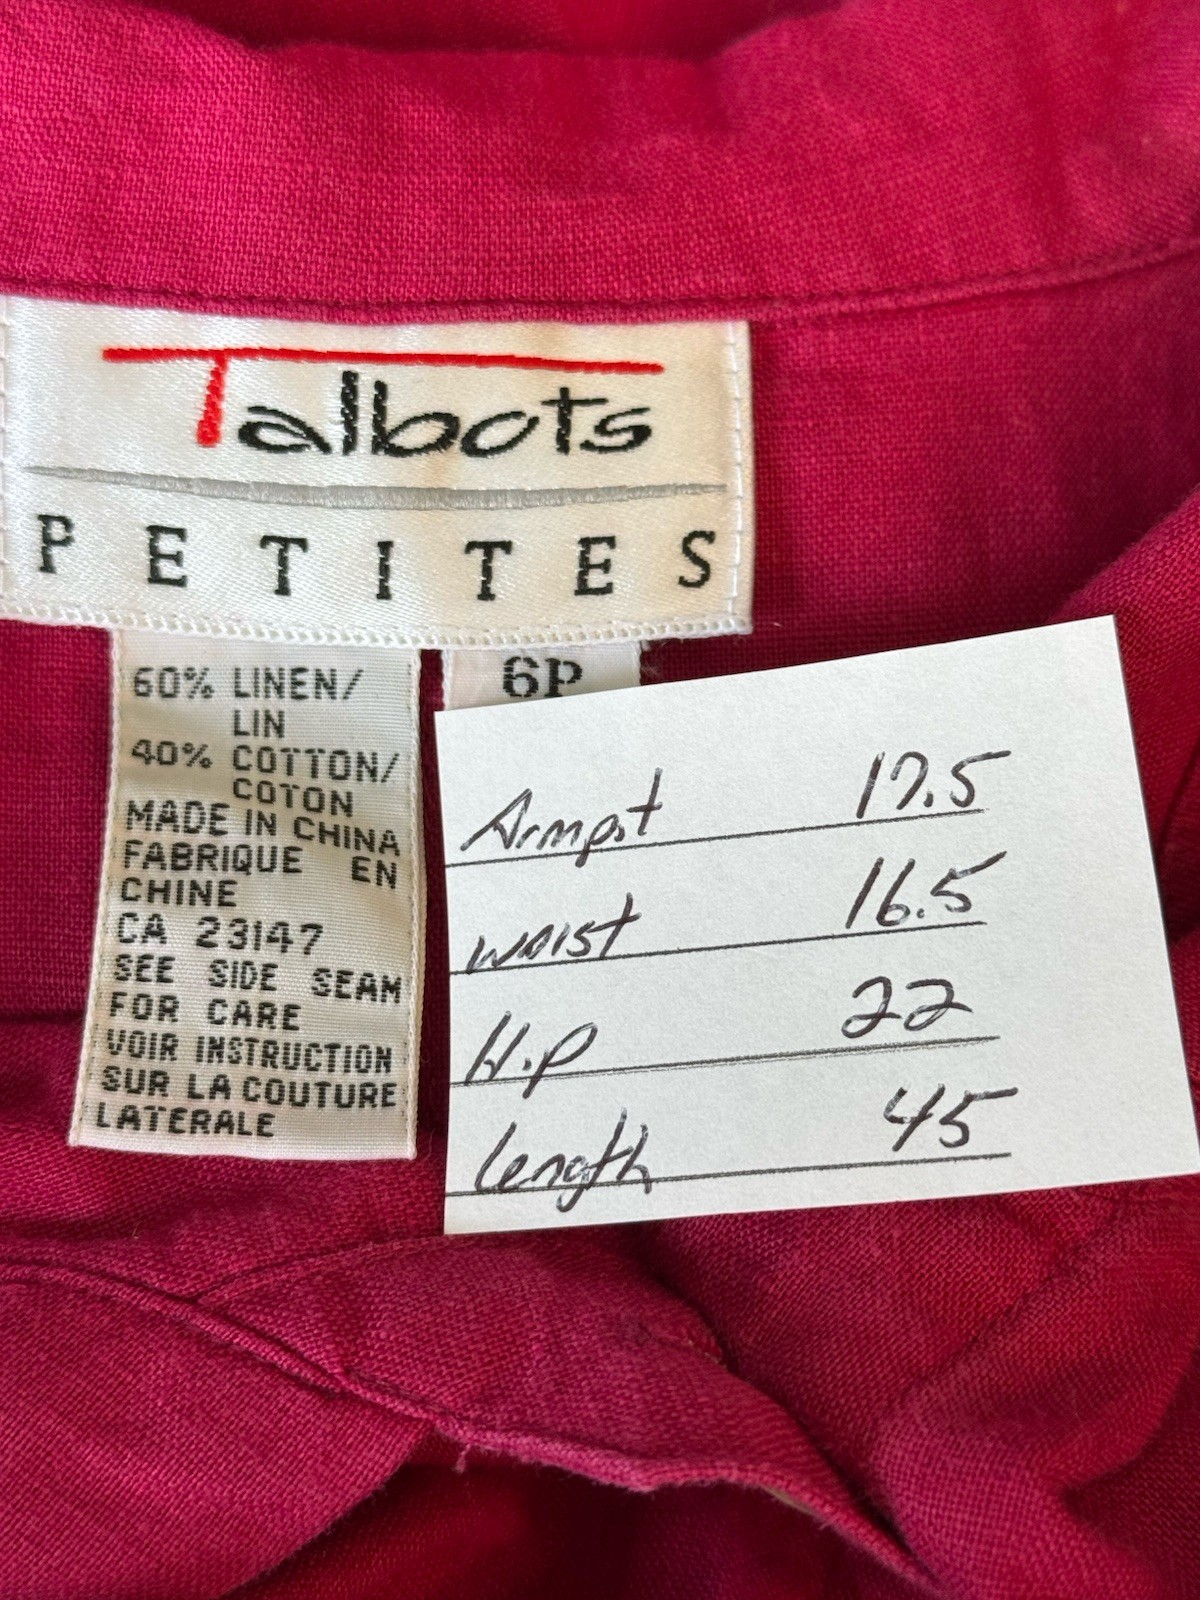 Talbots
PETITES
60% LINEN/
LIN
40% COTTON/
COTON
MADE IN CHINA
FABRIQUE EN
CHINE
CA 23147
SEE SIDE SEAM
FOR CARE
VOIR INSTRUCTION
SUR LA COUTURE
LATERALE
6P
Armpit 17.5
waist 16.5
Hip 22
length 45